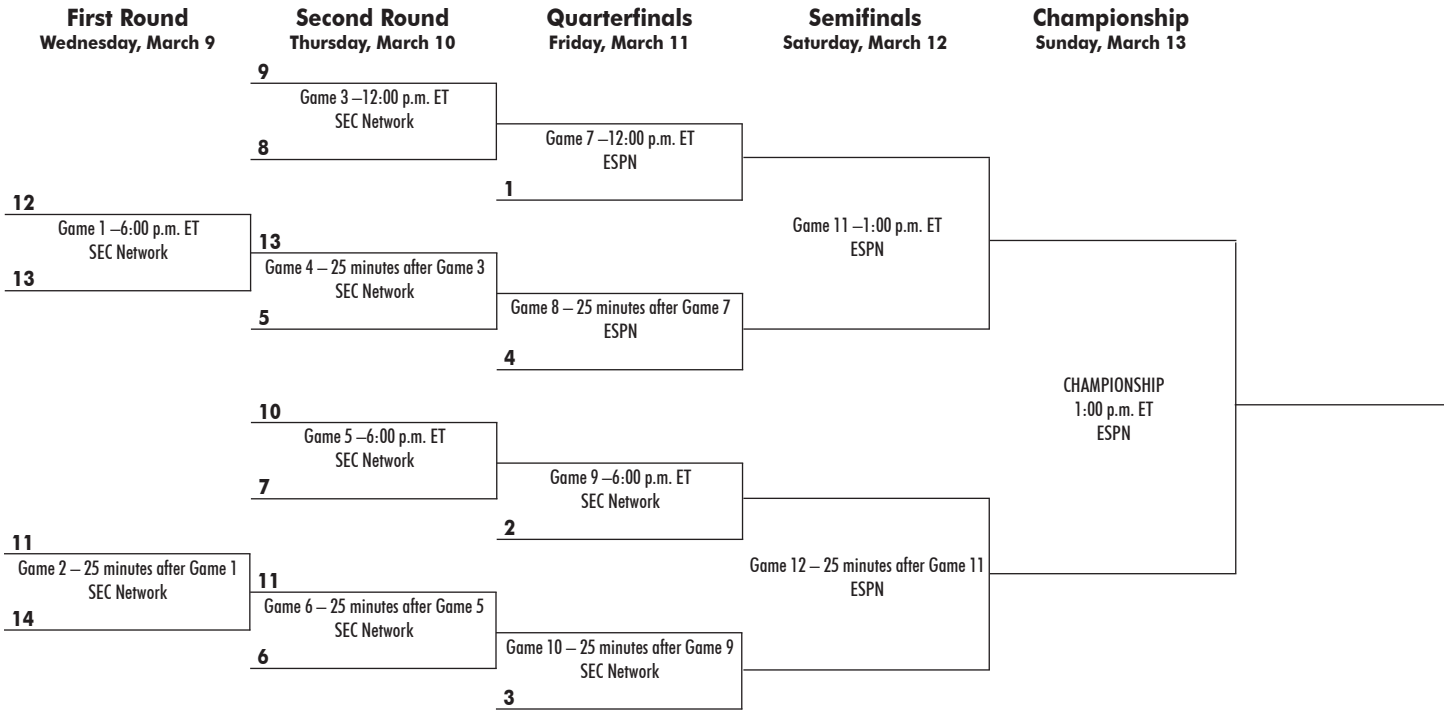 First Round
Wednesday, March 9
Second Round
Thursday, March 10
Quarterfinals
Friday, March 11
Semifinals
Saturday, March 12
Championship
Sunday, March 13
12
Game 1 –6:00 p.m. ET
SEC Network
13
11
Game 2 – 25 minutes after Game 1
SEC Network
14
9
Game 3 –12:00 p.m. ET
SEC Network
8
13
Game 4 – 25 minutes after Game 3
SEC Network
5
10
Game 5 –6:00 p.m. ET
SEC Network
7
11
Game 6 – 25 minutes after Game 5
SEC Network
6
Game 7 –12:00 p.m. ET
ESPN
1
Game 8 – 25 minutes after Game 7
ESPN
4
Game 9 –6:00 p.m. ET
SEC Network
2
Game 10 – 25 minutes after Game 9
SEC Network
3
Game 11 –1:00 p.m. ET
ESPN
Game 12 – 25 minutes after Game 11
ESPN
CHAMPIONSHIP
1:00 p.m. ET
ESPN